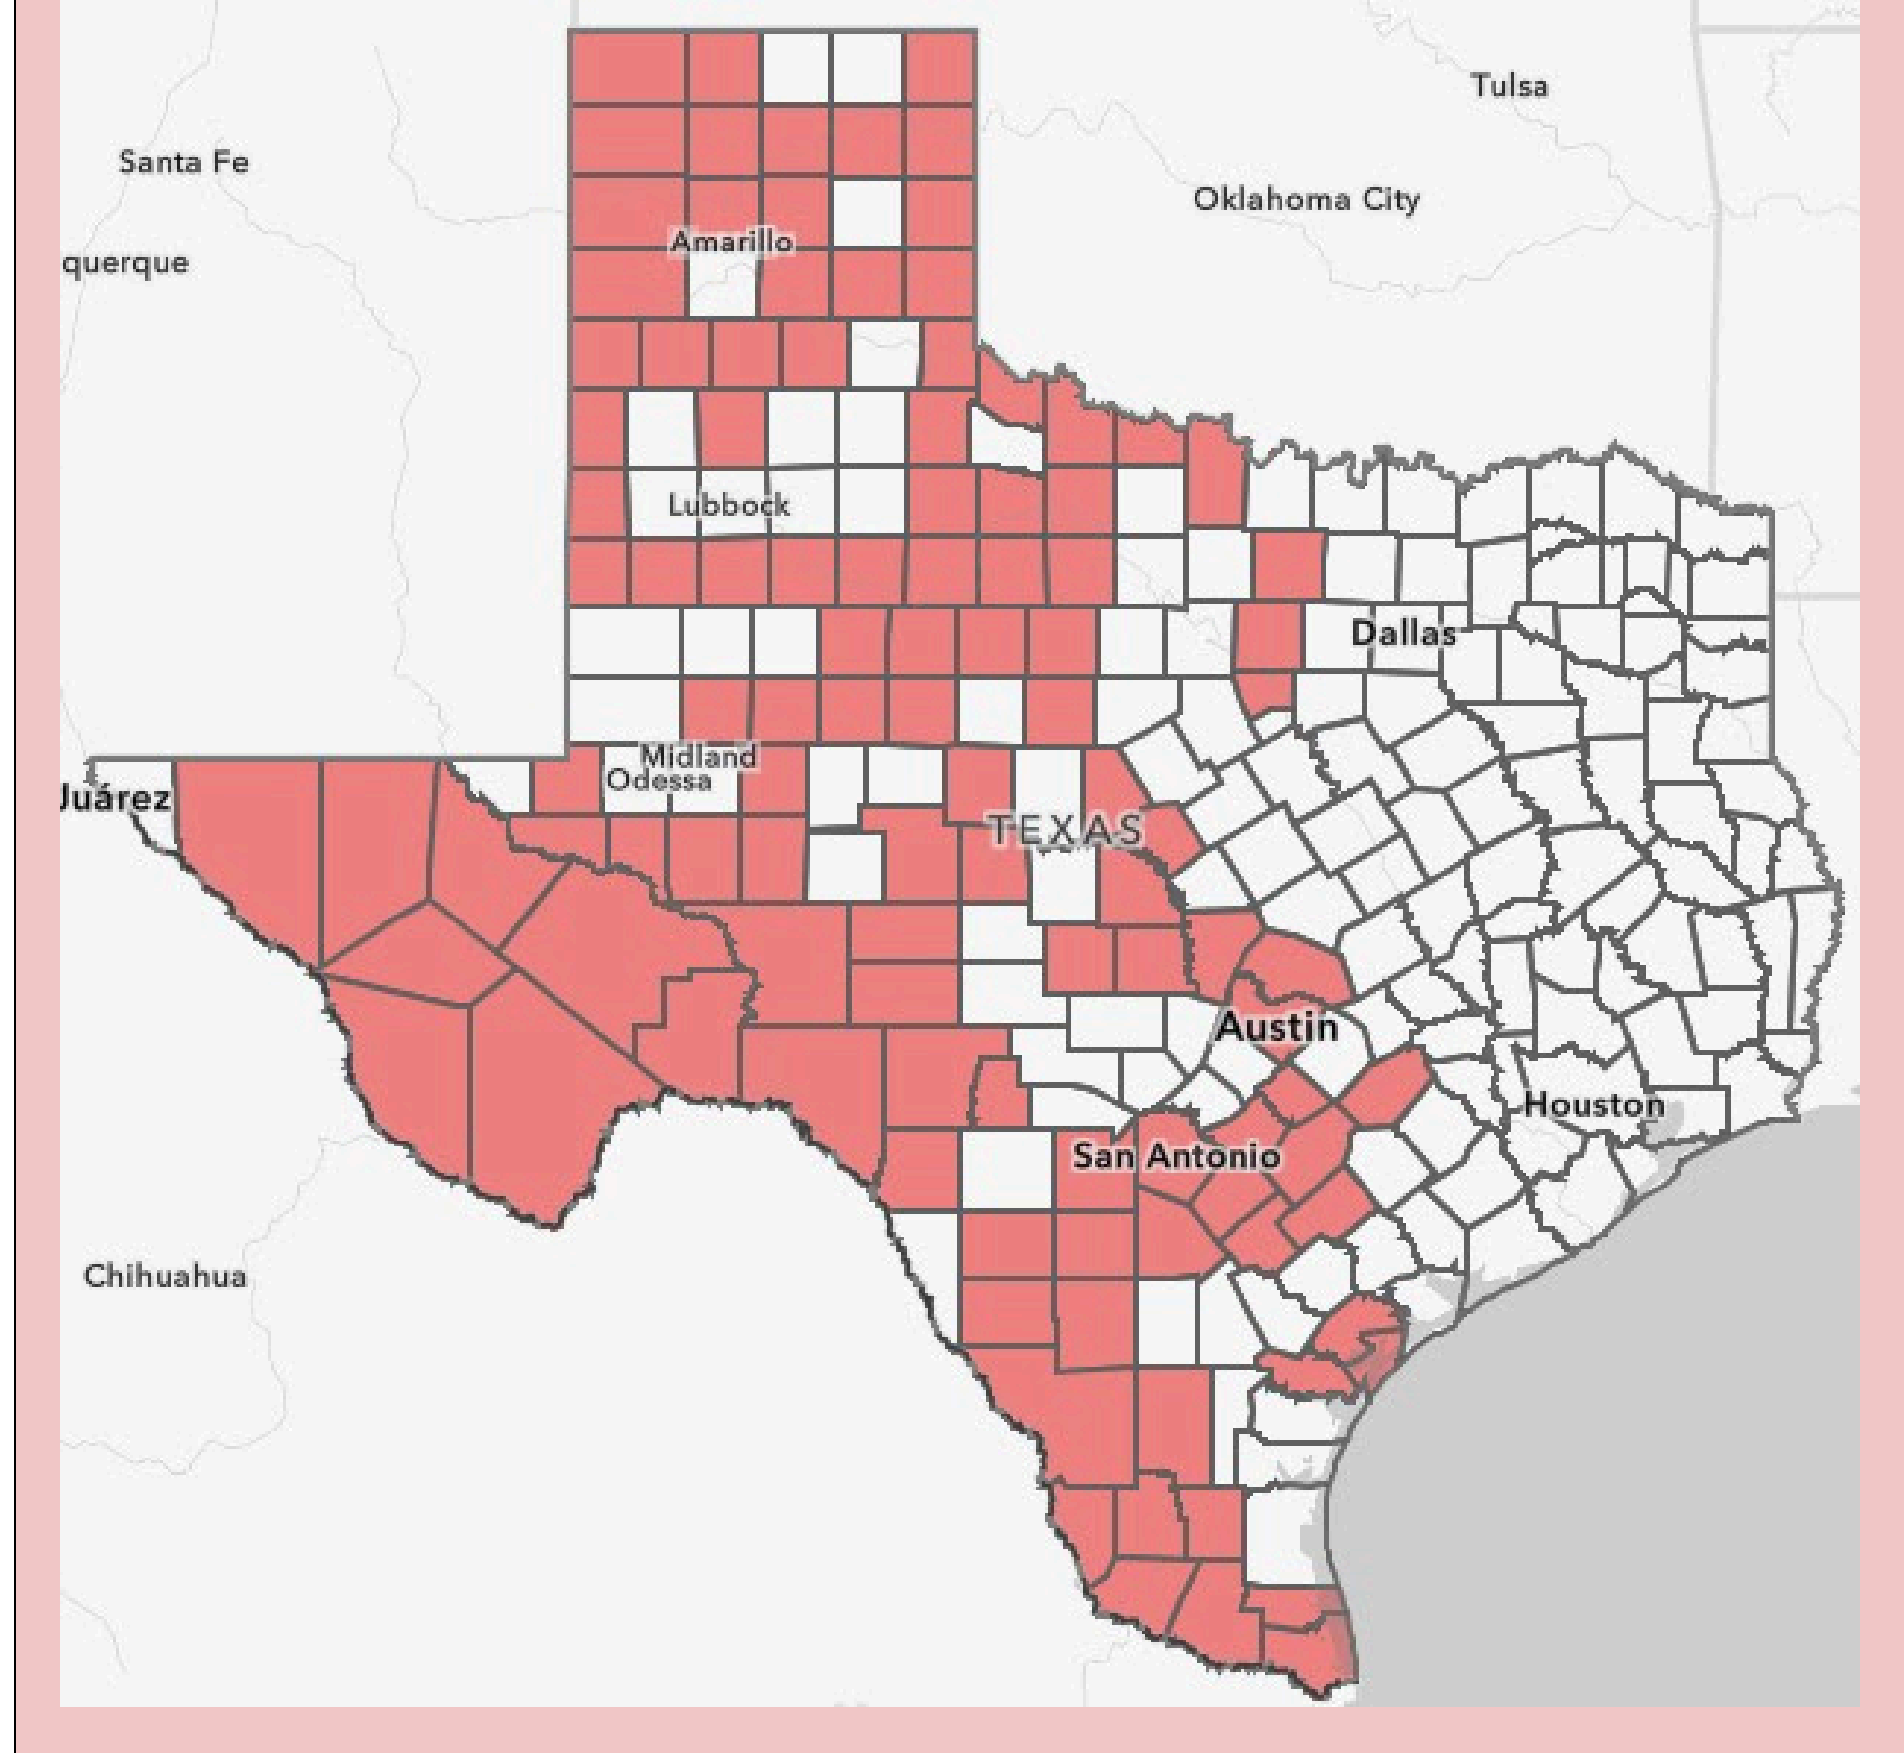 Tulsa
Santa Fe
Oklahoma City
Amarillo
querque
Lubbock
Dallas
Midland
Odessa
Juárez
TEXAS
Austin
Houston
San Antonio
Chihuahua